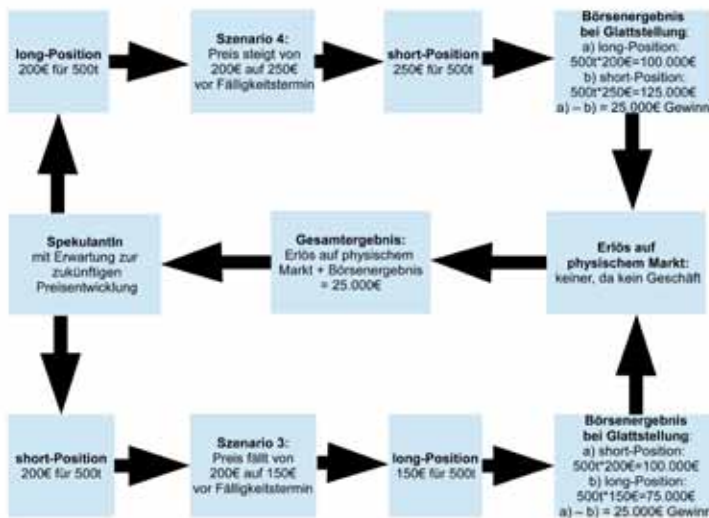 long-Position
200€ für 500t
Szenario 4:
Preis steigt von
200€ auf 250€
vor Fälligkeitstermin
short-Position
250€ für 500t
Börsenergebnis
bei Glattstellung:
a) long-Position:
500t*200€=100.000€
b) short-Position:
500t*250€=125.000€
a) – b) = 25.000€ Gewinn
SpekulantIn
mit Erwartung zur
zukünftigen
Preisentwicklung
Gesamtergebnis:
Erlös auf physischem
Markt + Börsenergebnis
= 25.000€
Erlös auf
physischem Markt:
keiner, da kein Geschäft
short-Position
200€ für 500t
Szenario 3:
Preis fällt von
200€ auf 150€
vor Fälligkeitstermin
long-Position
150€ für 500t
Börsenergebnis
bei Glattstellung:
a) short-Position:
500t*200€=100.000€
b) long-Position:
500t*150€=75.000€
a) – b) = 25.000€ Gewinn